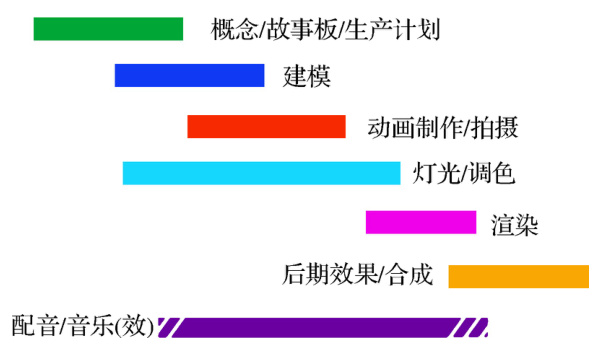 概念/故事板/生产计划
建模
动画制作/拍摄
灯光/调色
渲染
后期效果/合成
配音/音乐(效)